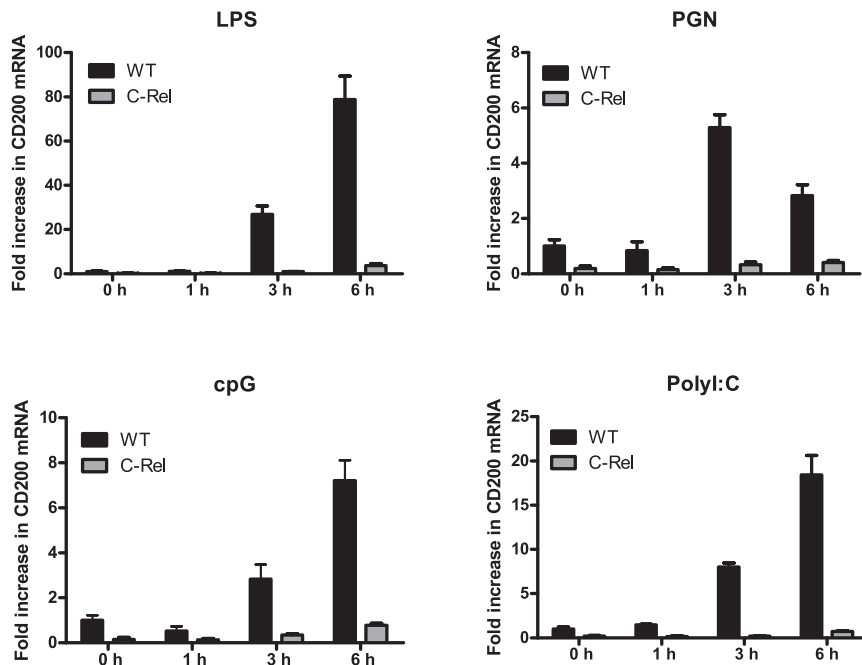 LPS
Fold increase in CD200 mRNA
100
80
60
40
20
0
WT
C-Rel
0 h 1 h 3 h 6 h
PGN
Fold increase in CD200 mRNA
8
6
4
2
0
WT
C-Rel
0 h 1 h 3 h 6 h
cpG
Fold increase in CD200 mRNA
10
8
6
4
2
0
WT
C-Rel
0 h 1 h 3 h 6 h
PolyI:C
Fold increase in CD200 mRNA
25
20
15
10
5
0
WT
C-Rel
0 h 1 h 3 h 6 h